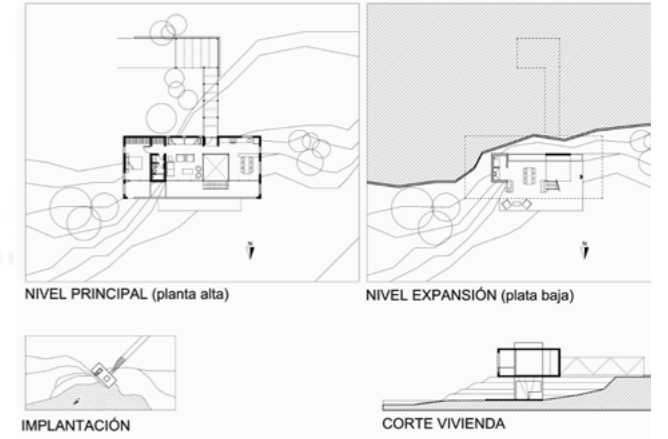 N
N
NIVEL PRINCIPAL (planta alta)
NIVEL EXPANSIÓN (plata baja)
IMPLANTACIÓN
CORTE VIVIENDA